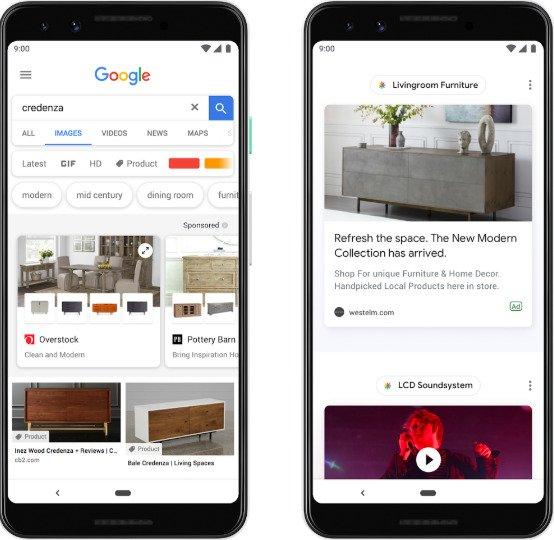 9:00
Google
credenza
ALL IMAGES VIDEOS NEWS MAPS
Latest GIF HD Product
modern mid century dining room
Sponsored
Overstock
Clean and Modern
PB Pottery Barn
Bring Inspiration Ho
Product
Inez Wood Credenza + Reviews | C...
cb2.com
Product
Bale Credenza | Living Spaces
9:00
Livingroom Furniture
Refresh the space. The New Modern
Collection has arrived.
Shop For unique Furniture & Home Decor.
Handpicked Local Products here in store.
westelm.com
Ad
LCD Soundsystem